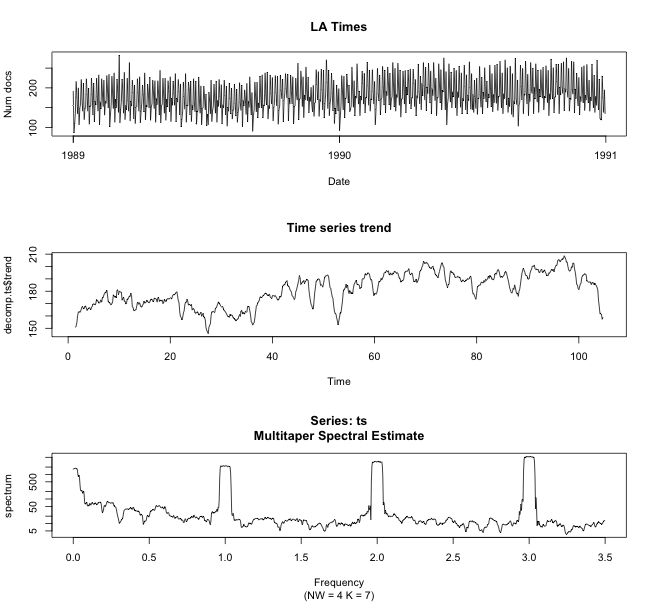 LA Times
Num docs
200
100
1989 1990 1991
Date
Time series trend
decomp.ts$trend
210
180
150
0 20 40 60 80 100
Time
Series: ts
Multitaper Spectral Estimate
spectrum
500
50
5
0.0 0.5 1.0 1.5 2.0 2.5 3.0 3.5
Frequency
(NW = 4 K = 7)